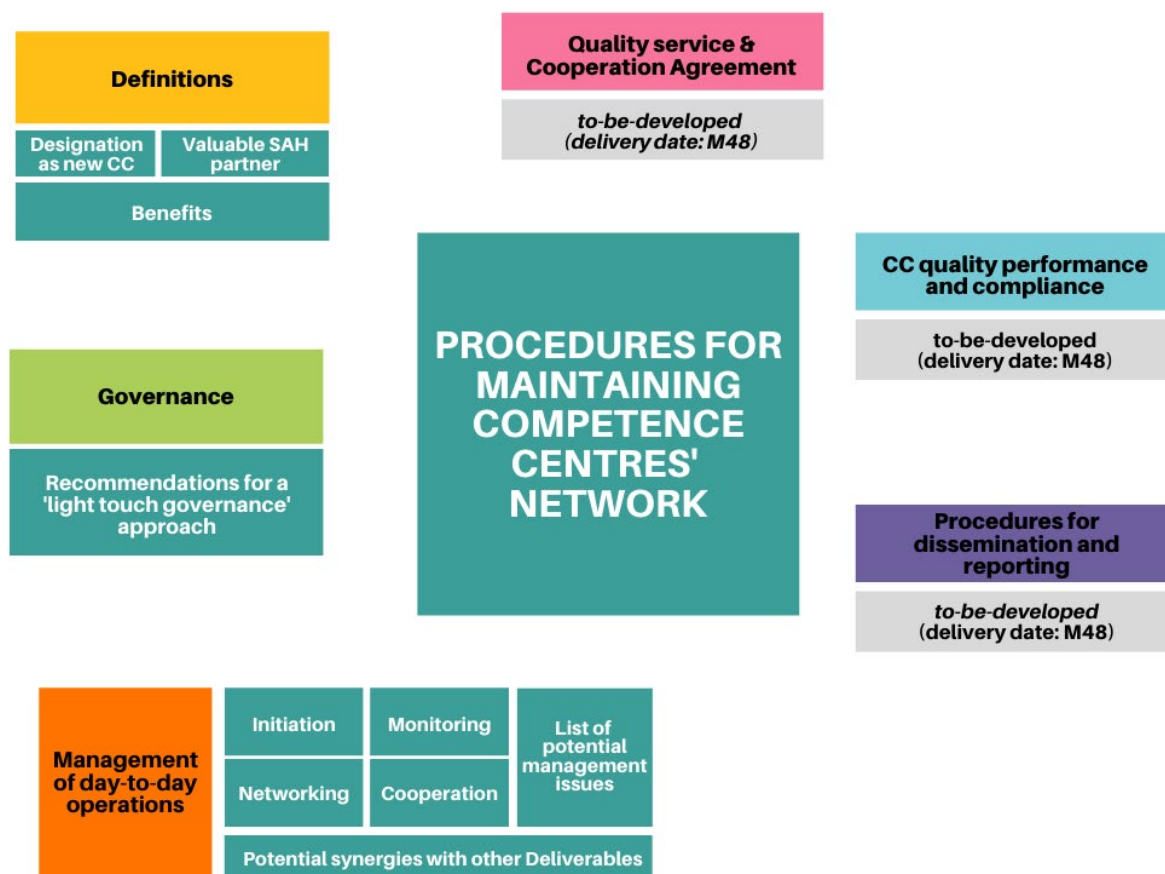 Definitions
Designation
as new CC
Valuable SAH
partner
Benefits
Quality service &
Cooperation Agreement
to-be-developed
(delivery date: M48)
PROCEDURES FOR
MAINTAINING
COMPETENCE
CENTRES'
NETWORK
CC quality performance
and compliance
to-be-developed
(delivery date: M48)
Governance
Recommendations for a
'light touch governance'
approach
Procedures for
dissemination and
reporting
to-be-developed
(delivery date: M48)
Management
of day-to-day
operations
Initiation
Monitoring
List of
potential
management
issues
Networking
Cooperation
Potential synergies with other Deliverables